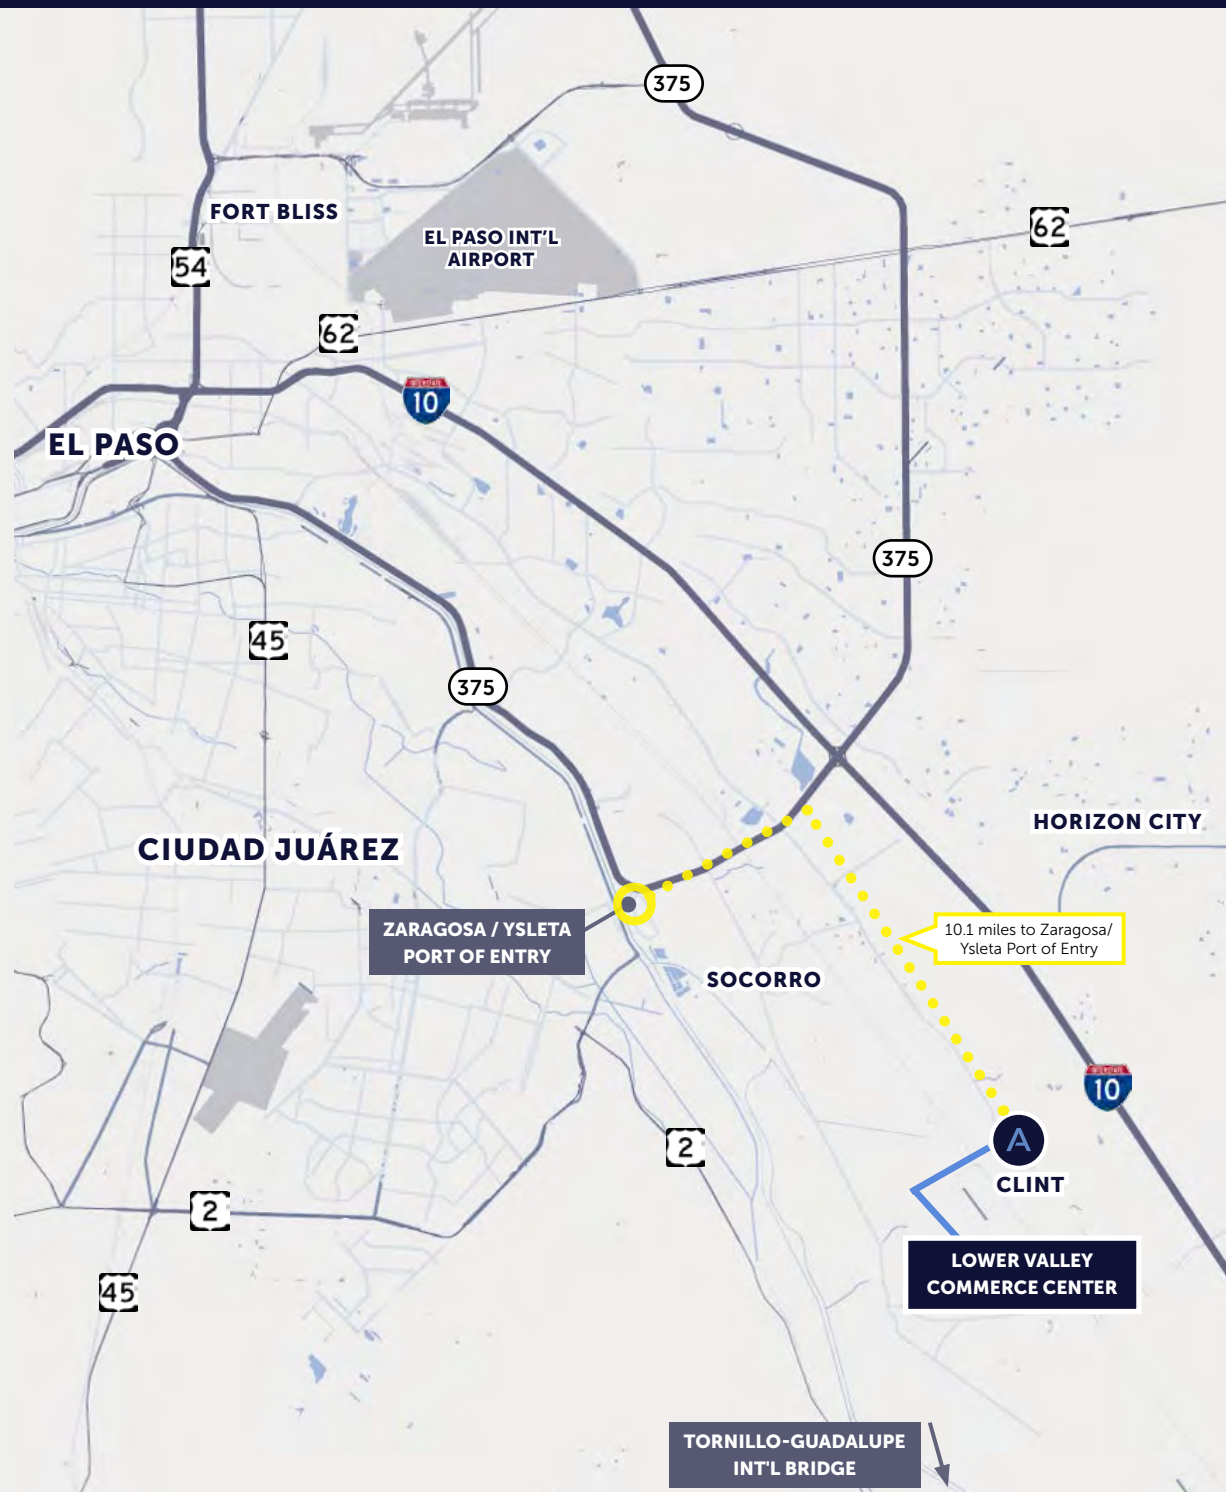 375
FORT BLISS
62
EL PASO INT'L
AIRPORT
54
62
INTERSTATE
10
EL PASO
375
45
375
HORIZON CITY
CIUDAD JUÁREZ
ZARAGOSA / YSLETA
PORT OF ENTRY
10.1 miles to Zaragosa/
Ysleta Port of Entry
SOCORRO
INTERSTATE
10
A
2
CLINT
2
LOWER VALLEY
COMMERCE CENTER
45
TORNILLO-GUADALUPE
INT'L BRIDGE